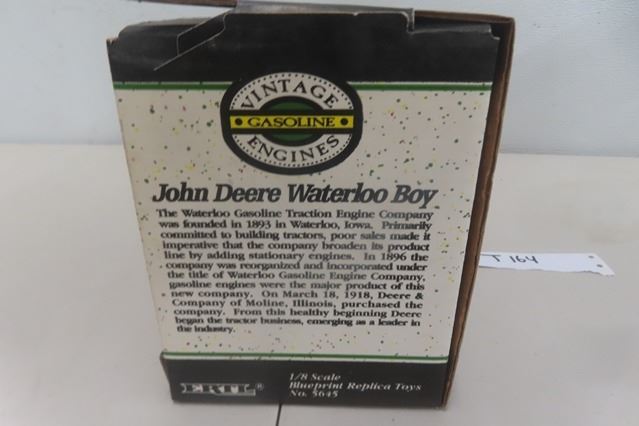 VINTAGE
GASOLINE
ENGINES
John Deere Waterloo Boy
The Waterloo Gasoline Traction Engine Company
was founded in 1893 in Waterloo, Iowa. Primarily
committed to building tractors, poor sales made it
imperative that the company broaden its product
line by adding stationary engines. In 1896 the
company was reorganized and incorporated under
the title of Waterloo Gasoline Engine Company,
gasoline engines were the major product of this
new company. On March 18, 1918, Deere &
Company of Moline, Illinois, purchased the
company. From this healthy beginning Deere
began the tractor business, emerging as a leader in
the industry.
T 164
ERTL®
1/8 Scale
Blueprint Replica Toys
No. 5645